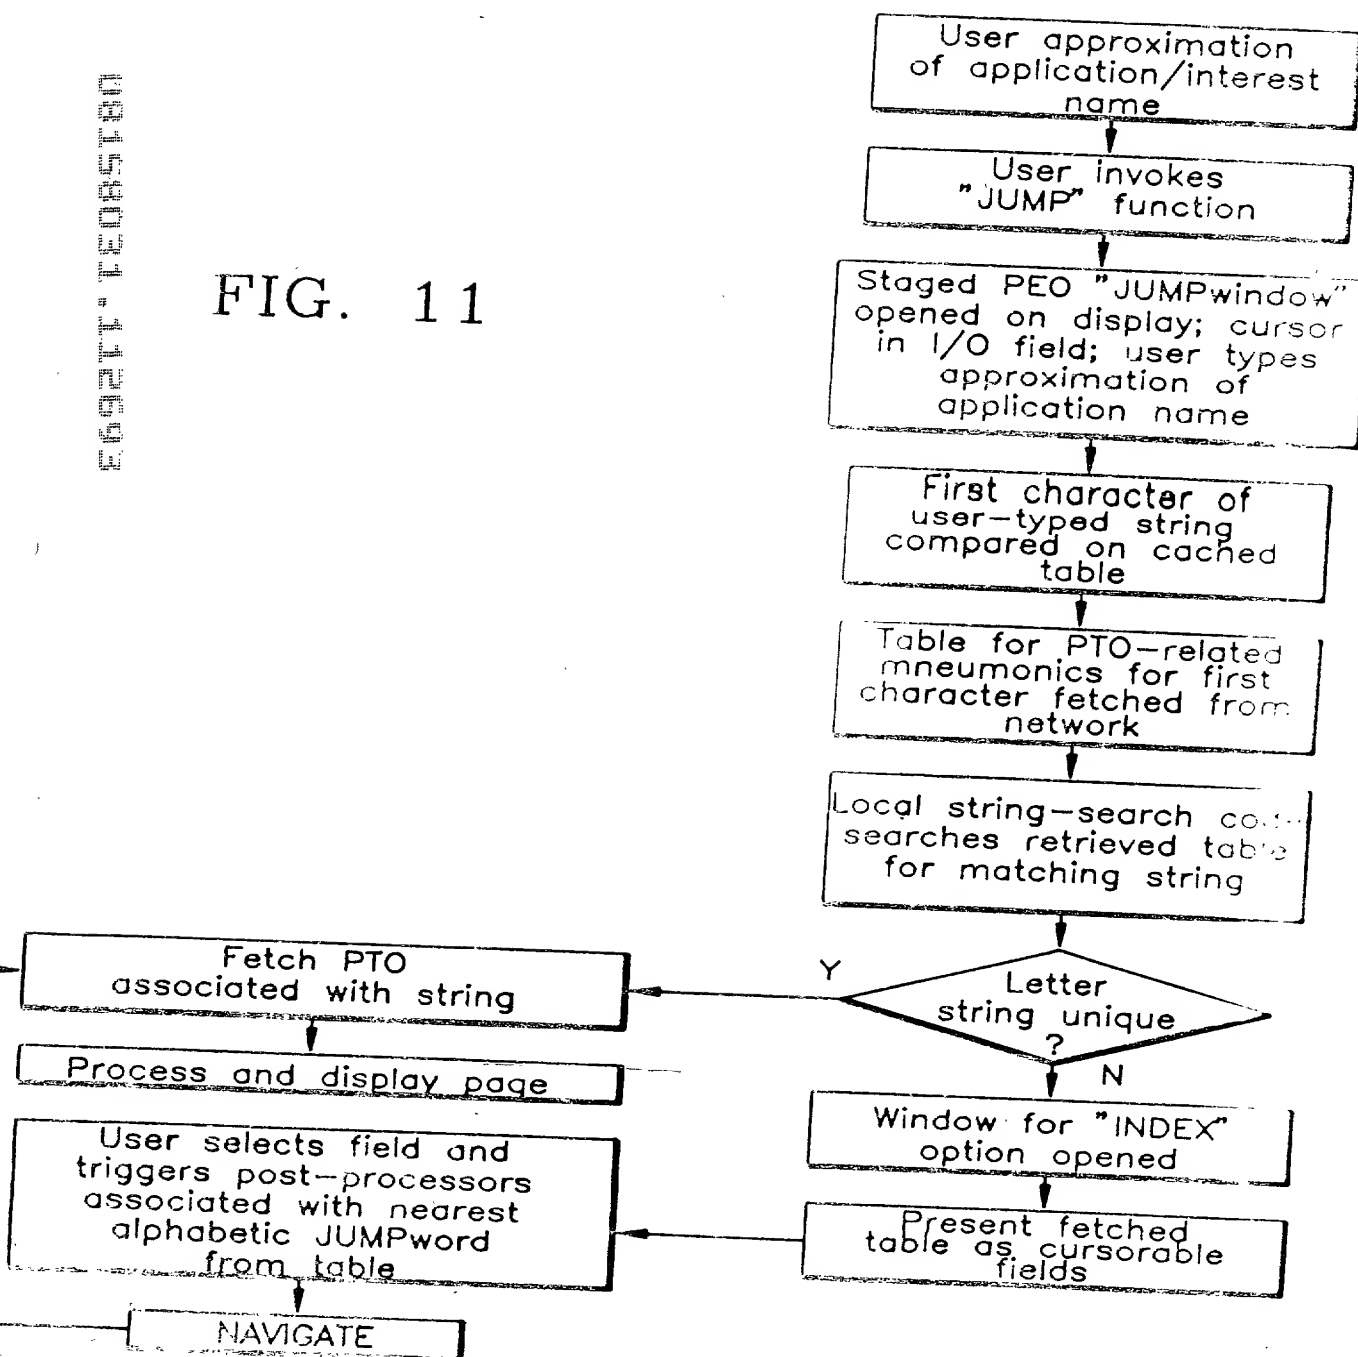 08158031.112693
FIG. 11
User approximation
of application/interest
name
User invokes
"JUMP" function
Staged PEO "JUMPwindow"
opened on display; cursor
in I/O field; user types
approximation of
application name
First character of
user-typed string
compared on cached
table
Table for PTO-related
mneumonics for first
character fetched from
network
Local string-search
searches retrieved table
for matching string
Letter
string unique
?
Y
N
Fetch PTO
associated with string
Process and display page
Window for "INDEX"
option opened
Present fetched
table as cursorable
fields
User selects field and
triggers post-processors
associated with nearest
alphabetic JUMPword
from table
NAVIGATE